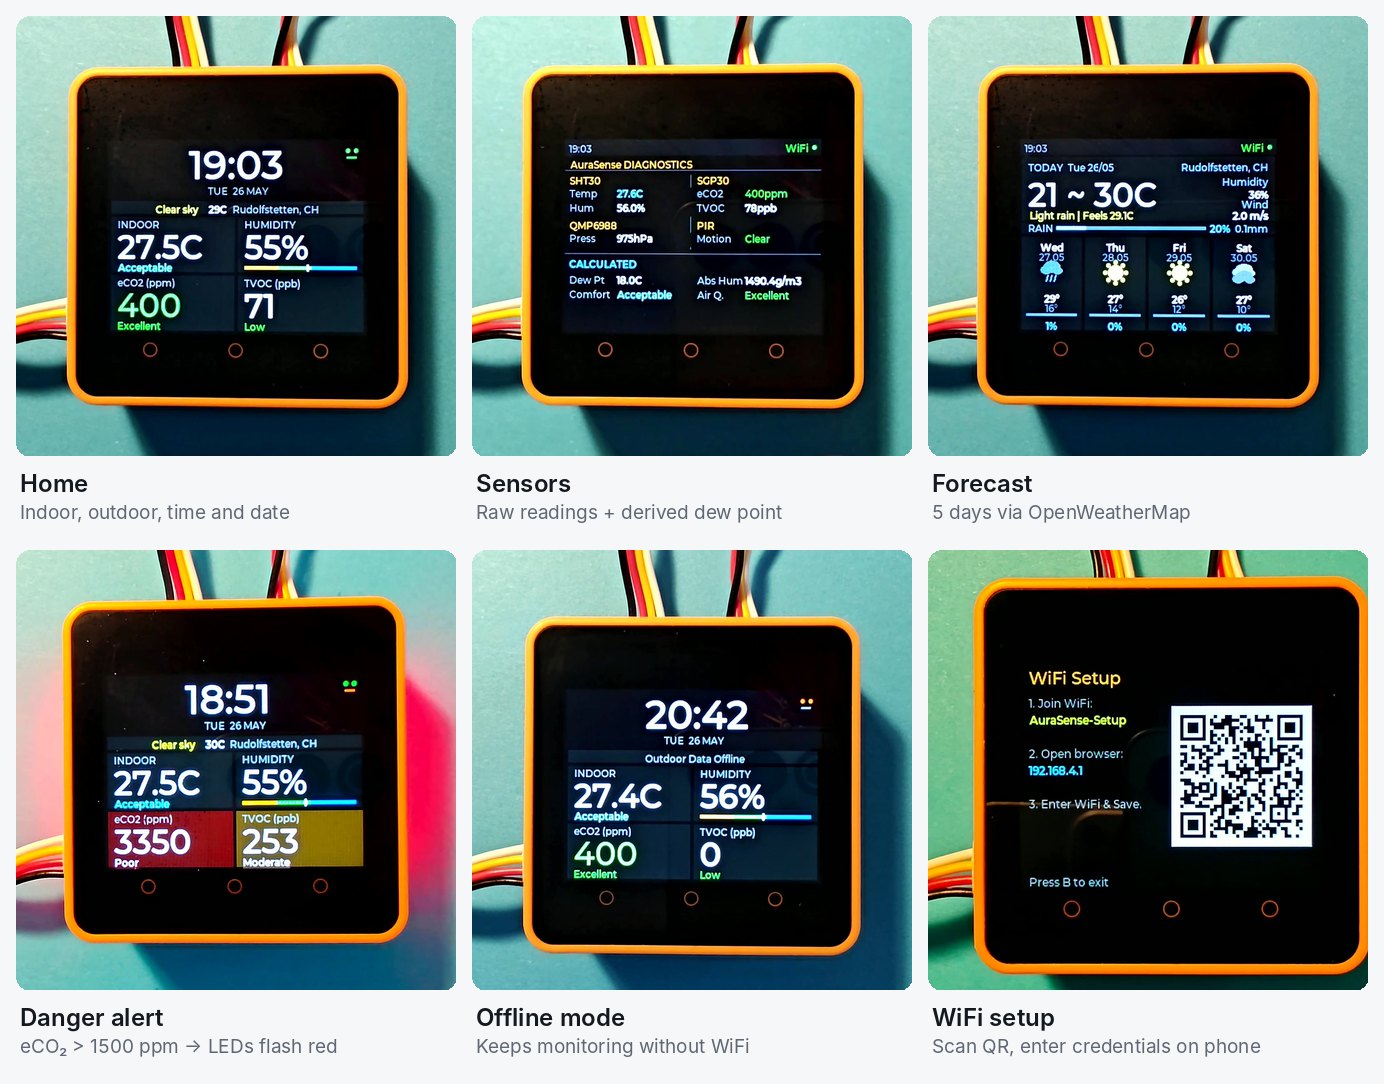 19:03
TUE 26 MAY
Clear sky 29C Rudolfstetten, CH
INDOOR HUMIDITY
27.5C 55%
Acceptable
eCO2 (ppm) TVOC (ppb)
400 71
Excellent Low
19:03 WiFi
AuraSense DIAGNOSTICS
SHT30 SGP30
Temp 27.6C eCO2 400ppm
Hum 56.0% TVOC 78ppb
QMP6988 PIR
Press 975hPa Motion Clear
CALCULATED
Dew Pt 18.0C Abs Hum 1490.4g/m3
Comfort Acceptable Air Q. Excellent
19:03 WiFi
TODAY Tue 26/05 Rudolfstetten, CH
21 ~ 30C Humidity
36%
Wind
Light rain | Feels 29.1C 2.0 m/s
RAIN 20% 0.1mm
Wed Thu Fri Sat
27.05 28.05 29.05 30.05
29° 27° 26° 27°
16° 14° 12° 10°
1% 0% 0% 0%
Home
Indoor, outdoor, time and date
Sensors
Raw readings + derived dew point
Forecast
5 days via OpenWeatherMap
18:51
TUE 26 MAY
Clear sky 30C Rudolfstetten, CH
INDOOR HUMIDITY
27.5C 55%
Acceptable
eCO2 (ppm) TVOC (ppb)
3350 253
Poor Moderate
20:42
TUE 26 MAY
Outdoor Data Offline
INDOOR HUMIDITY
27.4C 56%
Acceptable
eCO2 (ppm) TVOC (ppb)
400 0
Excellent Low
WiFi Setup
1. Join WiFi:
AuraSense-Setup
2. Open browser:
192.168.4.1
3. Enter WiFi & Save.
Press B to exit
Danger alert
eCO₂ > 1500 ppm → LEDs flash red
Offline mode
Keeps monitoring without WiFi
WiFi setup
Scan QR, enter credentials on phone